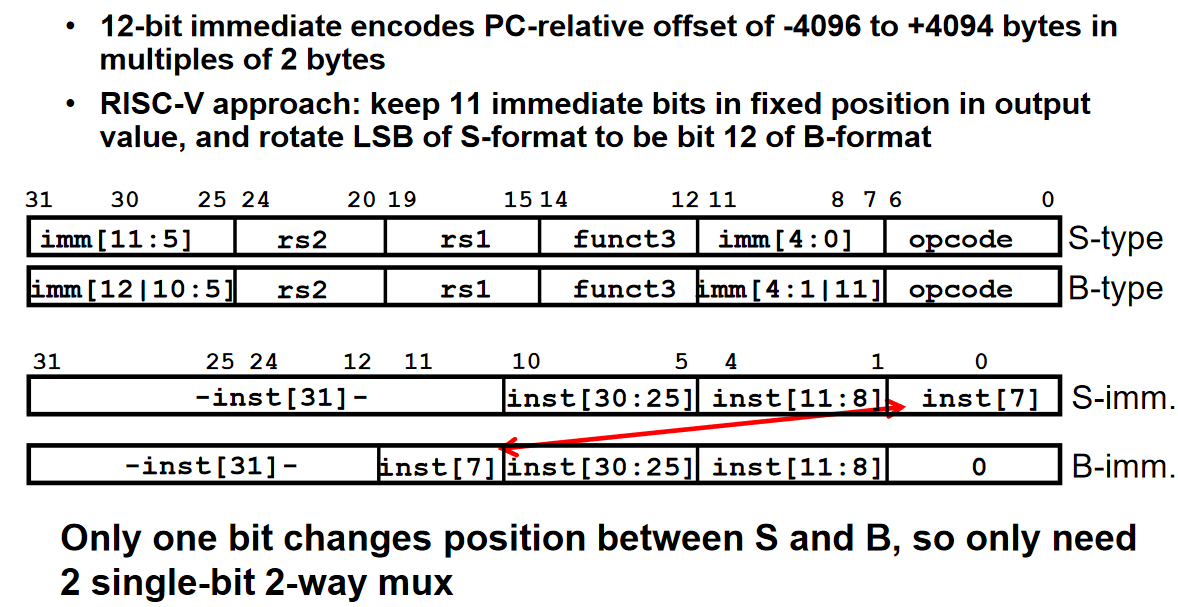 • 12-bit immediate encodes PC-relative offset of -4096 to +4094 bytes in
multiples of 2 bytes
• RISC-V approach: keep 11 immediate bits in fixed position in output
value, and rotate LSB of S-format to be bit 12 of B-format
31 30 25 24 20 19 15 14 12 11 8 7 6 0
imm[11:5] rs2 rs1 funct3 imm[4:0] opcode S-type
imm[12|10:5] rs2 rs1 funct3 imm[4:1|11] opcode B-type
31 25 24 12 11 10 5 4 1 0
-inst[31]- inst[30:25] inst[11:8] inst[7] S-imm.
-inst[31]- inst[7] inst[30:25] inst[11:8] 0 B-imm.
Only one bit changes position between S and B, so only need
2 single-bit 2-way mux